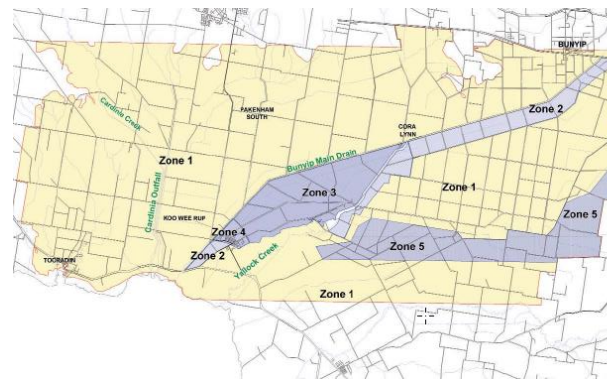 BUNYIP
Zone 2
Cardinia Creek
PAKENHAM
SOUTH
CORA
LYNN
Bunyip Main Drain
Zone 1
Zone 1
Cardinia Outfall
Zone 3
Zone 5
KOO WEE RUP
Zone 4
Zone 5
Zone 2
Yallock Creek
TOORADIN
Zone 1